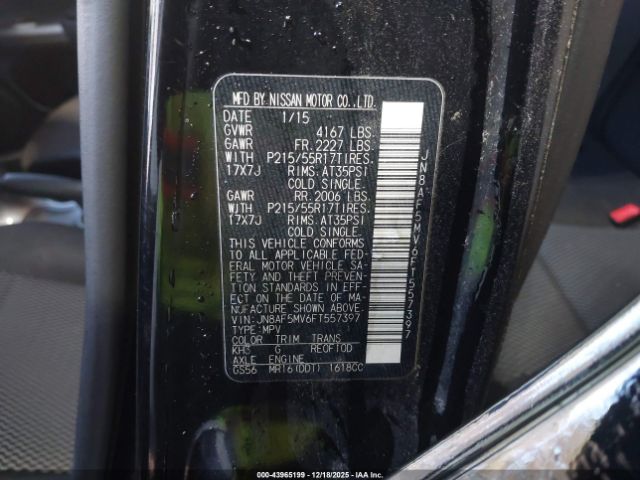 MFD BY NISSAN MOTOR CO.,LTD.
DATE 1/15
GVWR 4167 LBS.
GAWR FR. 2227 LBS.
WITH P215/55R17TIRES.
17X7J RIMS. AT35PSI
COLD SINGLE.
GAWR RR. 2006 LBS.
WITH P215/55R17TIRES.
17X7J RIMS. AT35PSI
COLD SINGLE.
THIS VEHICLE CONFORMS
TO ALL APPLICABLE FED-
ERAL MOTOR VEHICLE SA-
FETY AND THEFT PREVEN-
TION STANDARDS IN EFF-
ECT ON THE DATE OF MA-
NUFACTURE SHOWN ABOVE.
VIN:JN8AF5MV6FT557397
TYPE:MPV
COLOR TRIM TRANS
KH3 G RE0F10D
AXLE ENGINE
GS56 MR16(DDT) 1618CC
JN8AF5MV6FT557397
000-43965199 12/18/2025 IAA Inc.